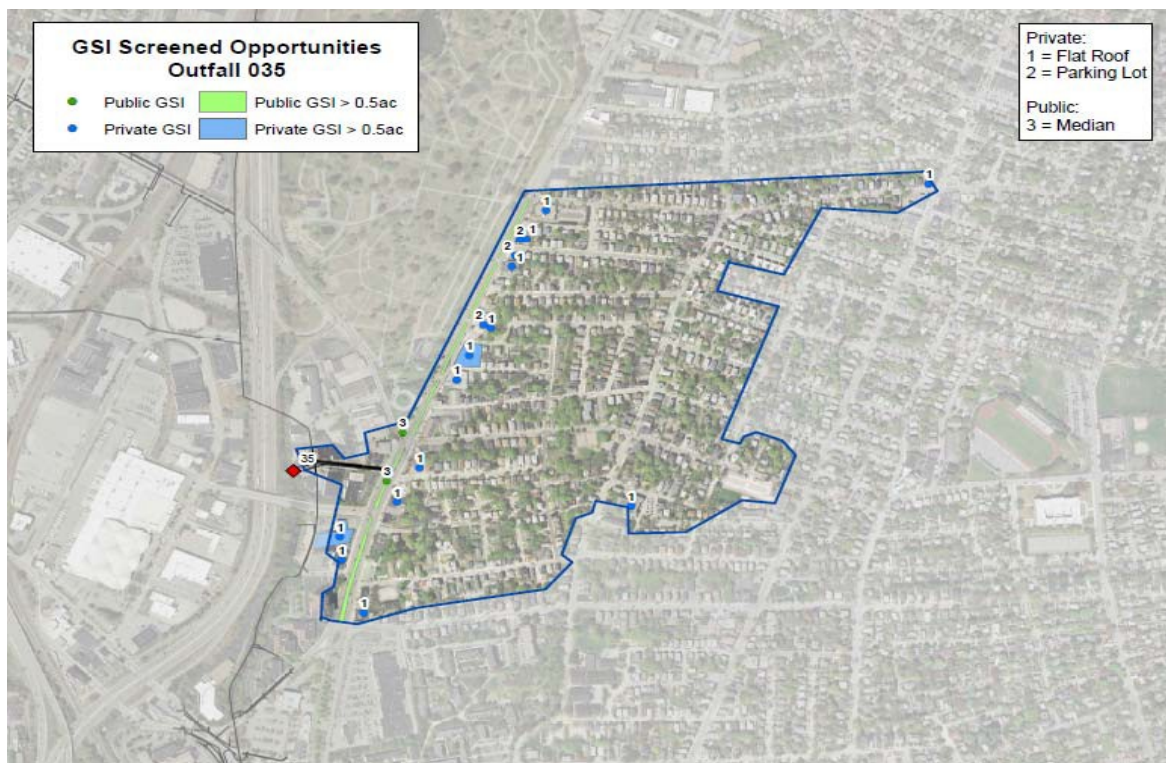 GSI Screened Opportunities
Outfall 035
Public GSI
Public GSI > 0.5ac
Private GSI
Private GSI > 0.5ac
Private:
1 = Flat Roof
2 = Parking Lot
Public:
3 = Median
1
1
2 1
2
1
2 1
1
1
3
35
3
1
1
1
1
1
1